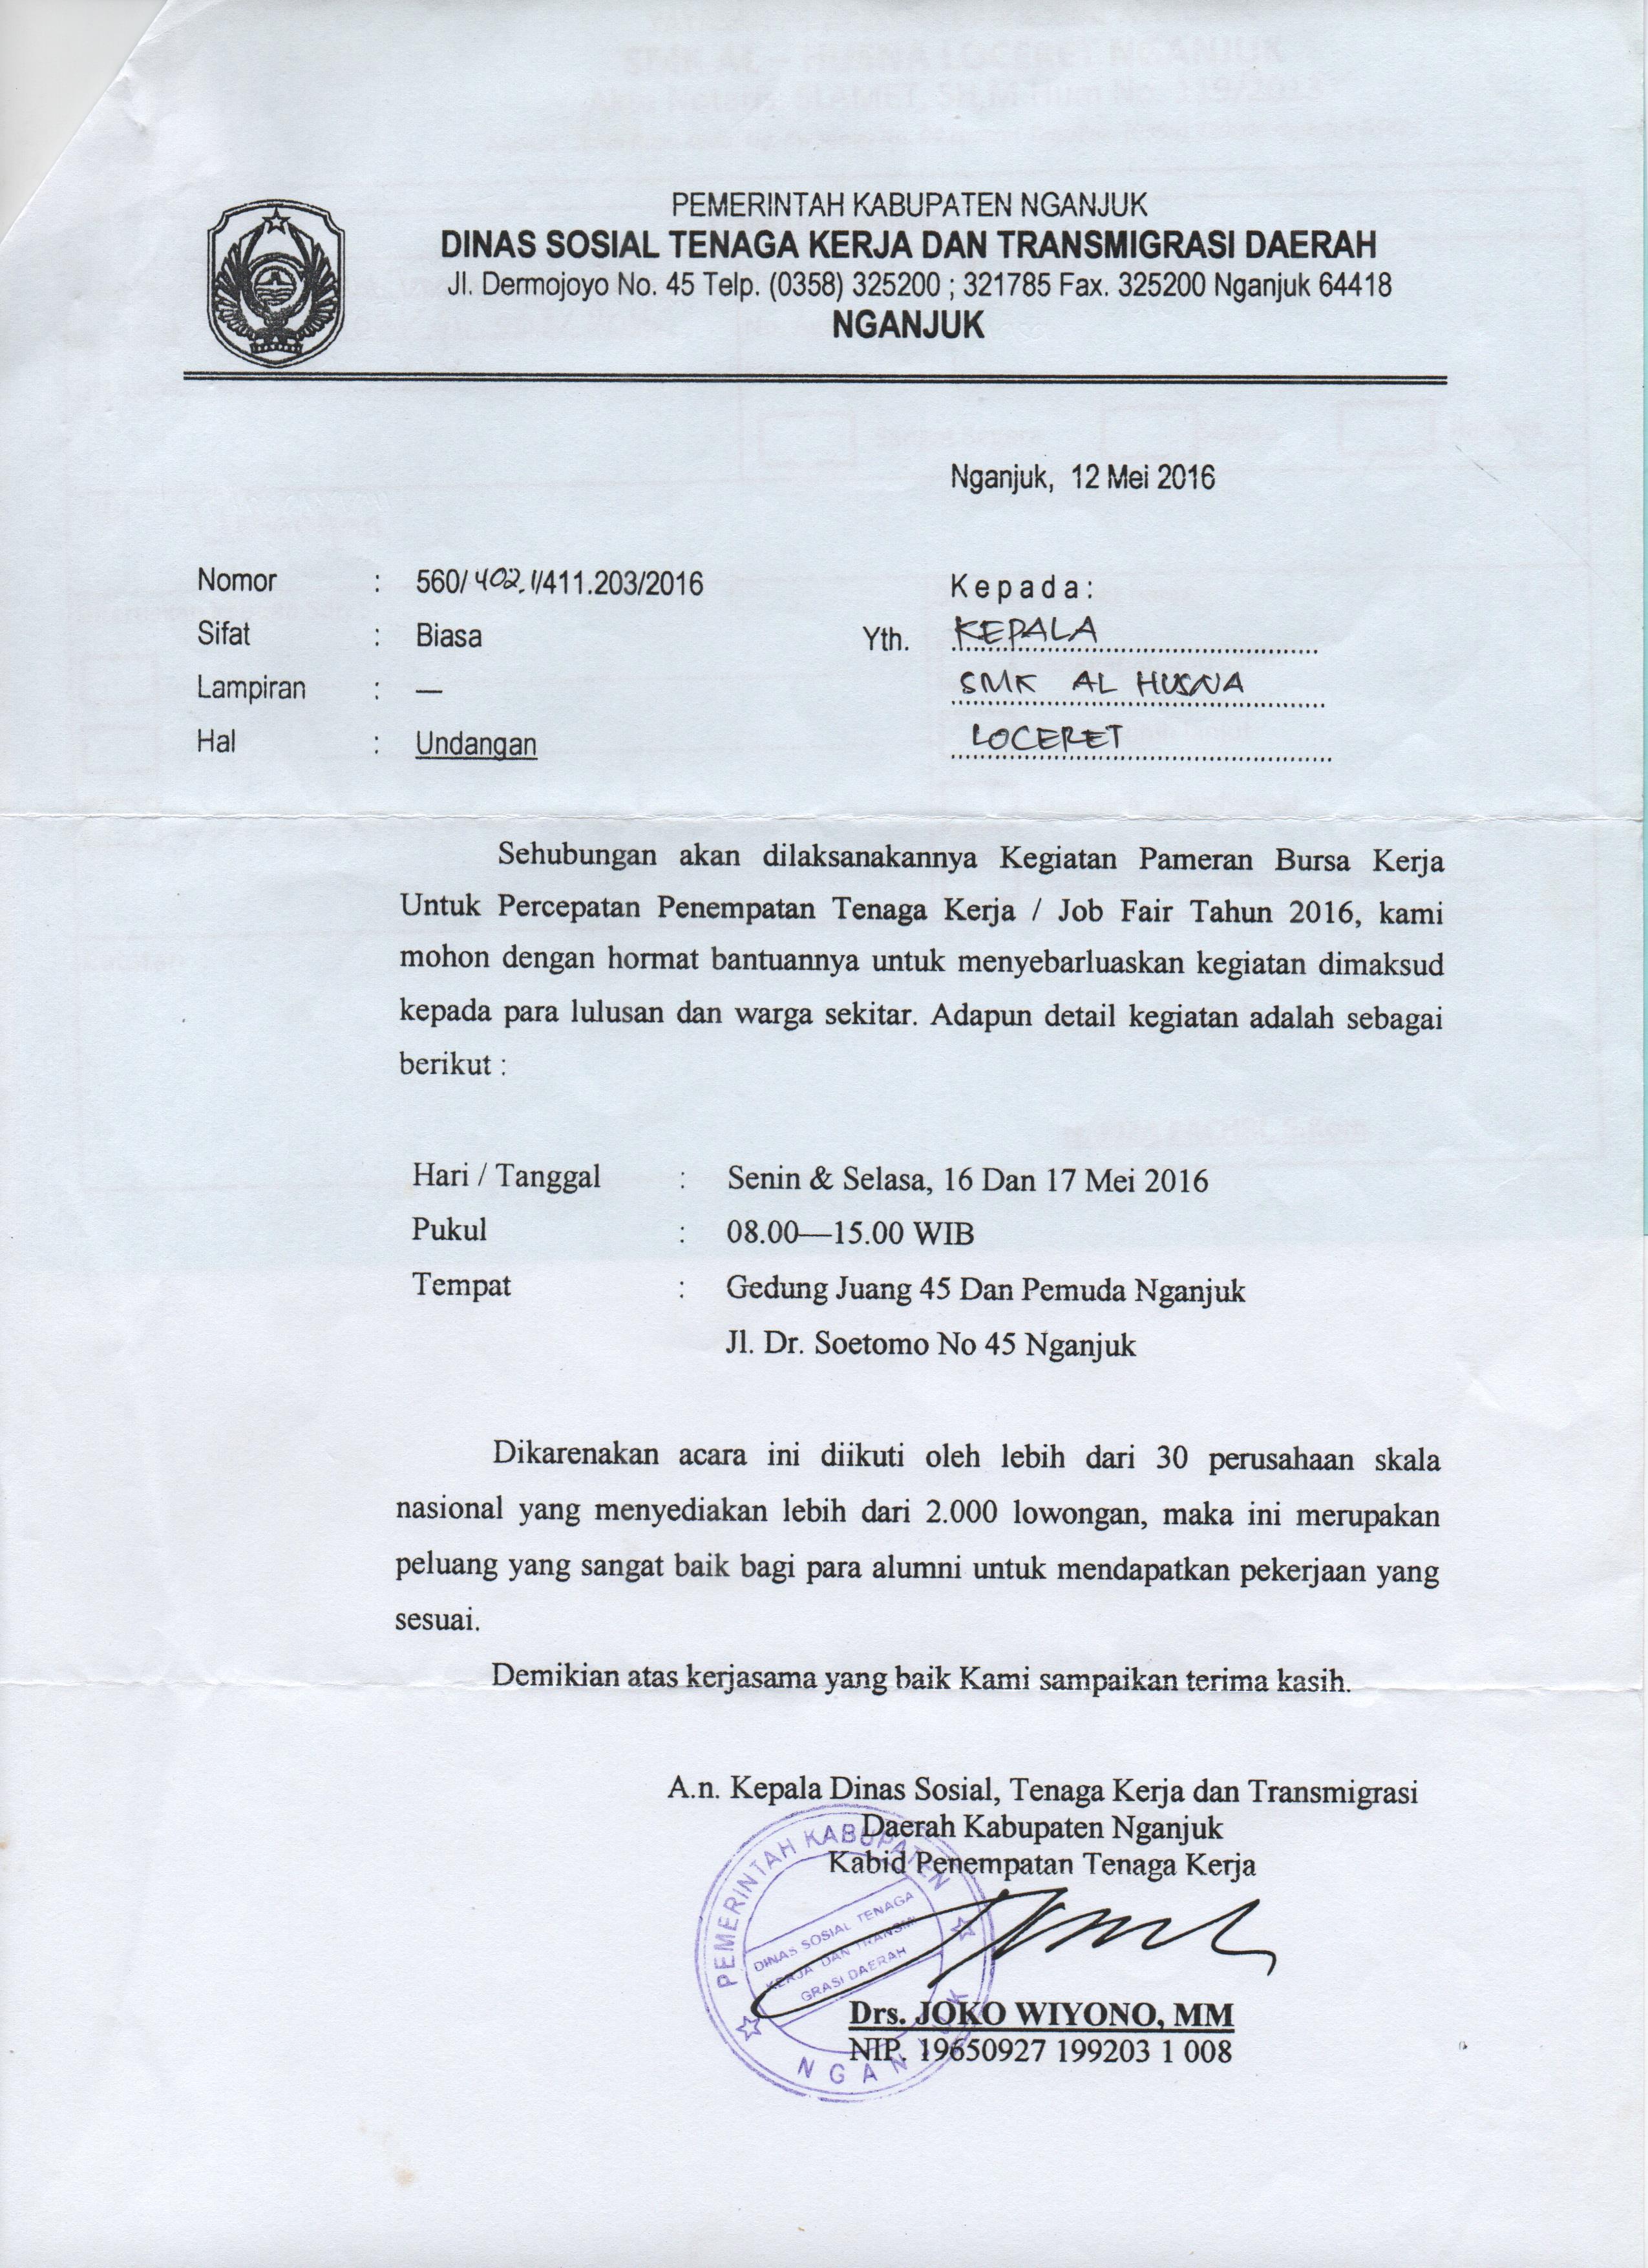 PEMERINTAH KABUPATEN NGANJUK
DINAS SOSIAL TENAGA KERJA DAN TRANSMIGRASI DAERAH
Jl. Dermojoyo No. 45 Telp. (0358) 325200 ; 321785 Fax. 325200 Nganjuk 64418
NGANJUK
Nganjuk, 12 Mei 2016
Nomor : 560/402.1/411.203/2016
Sifat : Biasa
Lampiran : —
Hal : Undangan
Kepada:
Yth. KEPALA
SMK AL HUSNA
LOCERET
Sehubungan akan dilaksanakannya Kegiatan Pameran Bursa Kerja
Untuk Percepatan Penempatan Tenaga Kerja / Job Fair Tahun 2016, kami
mohon dengan hormat bantuannya untuk menyebarluaskan kegiatan dimaksud
kepada para lulusan dan warga sekitar. Adapun detail kegiatan adalah sebagai
berikut :
Hari / Tanggal : Senin & Selasa, 16 Dan 17 Mei 2016
Pukul : 08.00—15.00 WIB
Tempat : Gedung Juang 45 Dan Pemuda Nganjuk
Jl. Dr. Soetomo No 45 Nganjuk
Dikarenakan acara ini diikuti oleh lebih dari 30 perusahaan skala
nasional yang menyediakan lebih dari 2.000 lowongan, maka ini merupakan
peluang yang sangat baik bagi para alumni untuk mendapatkan pekerjaan yang
sesuai.
Demikian atas kerjasama yang baik Kami sampaikan terima kasih.
A.n. Kepala Dinas Sosial, Tenaga Kerja dan Transmigrasi
Daerah Kabupaten Nganjuk
Kabid Penempatan Tenaga Kerja
PEMERINTAH KABUPATEN
DINAS SOSIAL TENAGA
KERJA DAN TRANSMI
GRASI DAERAH
NGANJUK
Drs. JOKO WIYONO, MM
NIP. 19650927 199203 1 008